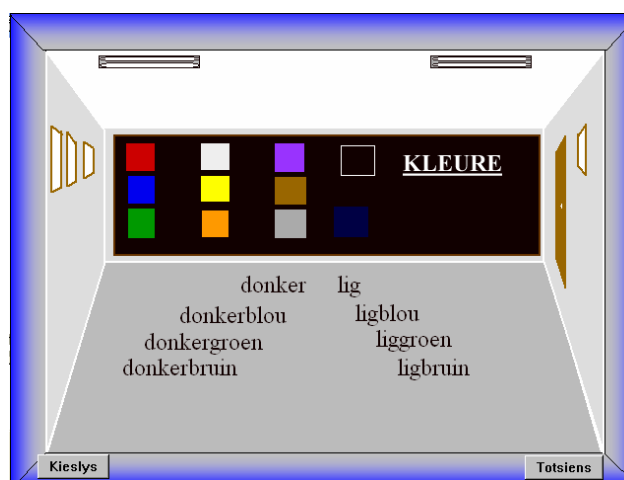 KLEURE
donker lig
donkerblou ligblou
donkergroen liggroen
donkerbruin ligbruin
Kieslys Totsiens